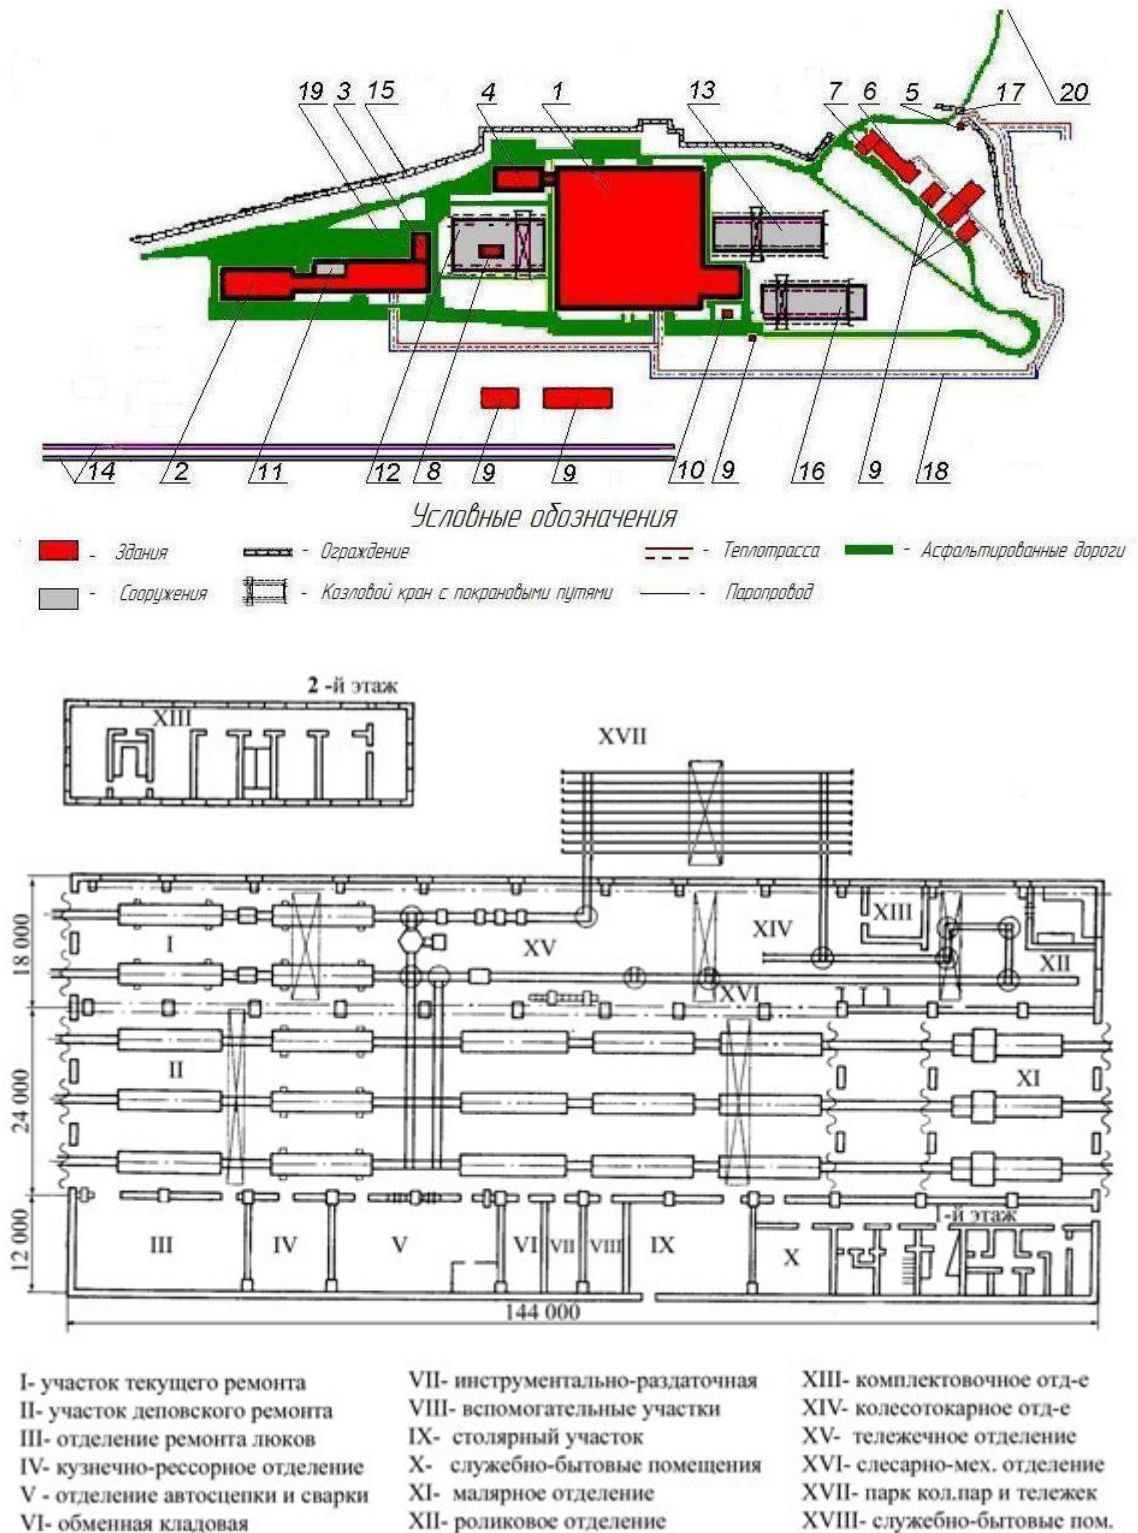 19 3 15 4 1 13 7 6 5 17 20
14 2 11 12 8 9 9 10 9 16 9 18
Условные обозначения
- Здания - Ограждение - Теплотрасса - Асфальтированные дороги
- Сооружения - Козловой кран с покрановыми путями - Паропровод
2 -й этаж
XIII
XVII
18 000
I
XV
XIV
XIII
XII
XVI
24 000
II
XI
12 000
1-й этаж
III IV V VI VII VIII IX X
144 000
I- участок текущего ремонта
II- участок деповского ремонта
III- отделение ремонта люков
IV- кузнечно-рессорное отделение
V - отделение автосцепки и сварки
VI- обменная кладовая
VII- инструментально-раздаточная
VIII- вспомогательные участки
IX- столярный участок
X- служебно-бытовые помещения
XI- малярное отделение
XII- роликовое отделение
XIII- комплектовочное отд-е
XIV- колесотокарное отд-е
XV- тележечное отделение
XVI- слесарно-мех. отделение
XVII- парк кол.пар и тележек
XVIII- служебно-бытовые пом.